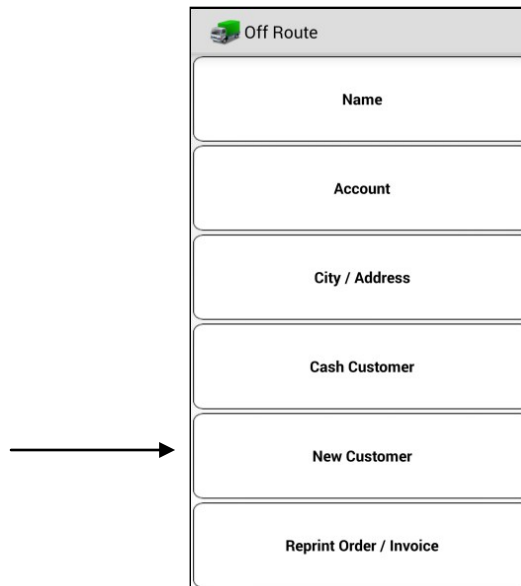 Off Route
Name
Account
City / Address
Cash Customer
New Customer
Reprint Order / Invoice